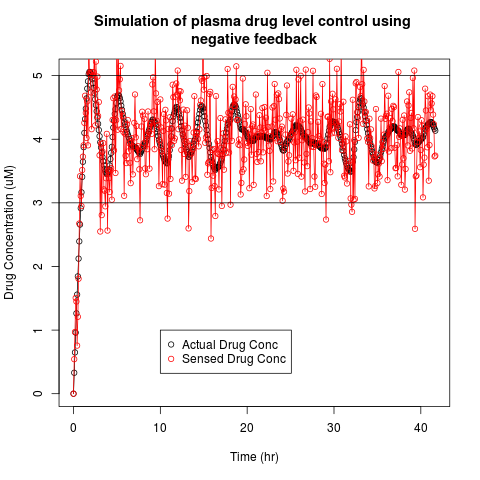 Simulation of plasma drug level control using
negative feedback
5
4
3
2
1
0
Drug Concentration (uM)
Actual Drug Conc
Sensed Drug Conc
0 10 20 30 40
Time (hr)